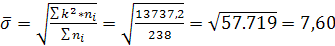 σ̄ = √(∑ k² * nᵢ / ∑ nᵢ) = √(13737,2 / 238) = √57.719 = 7,60